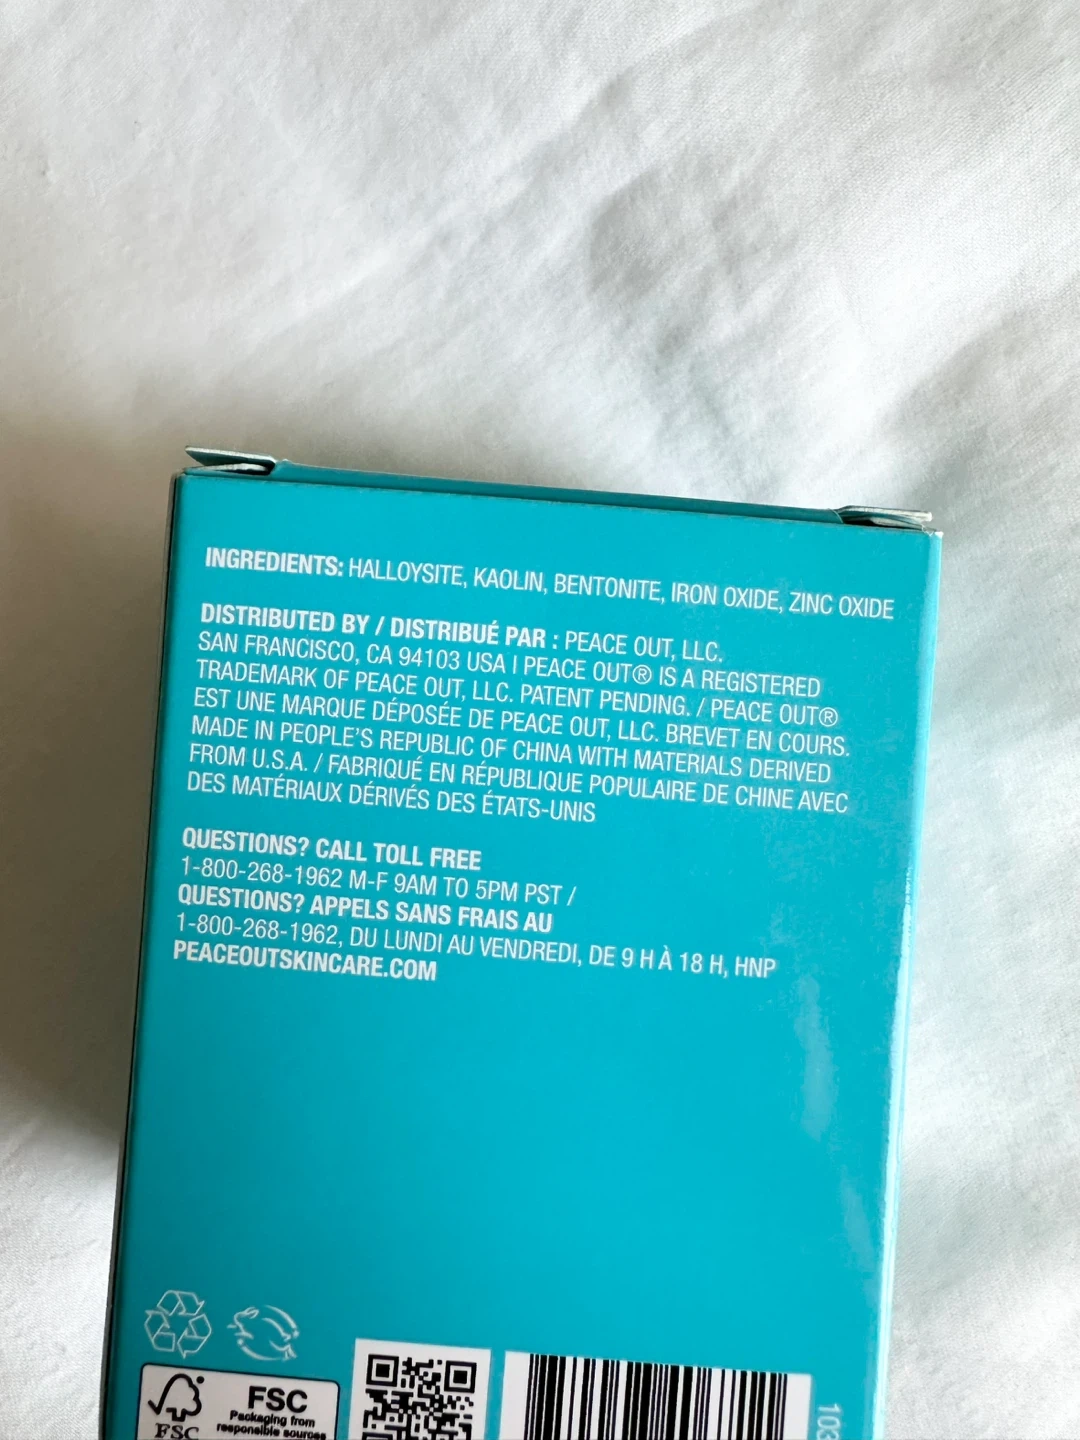 INGREDIENTS: HALLOYSITE, KAOLIN, BENTONITE, IRON OXIDE, ZINC OXIDE
DISTRIBUTED BY / DISTRIBUÉ PAR : PEACE OUT, LLC.
SAN FRANCISCO, CA 94103 USA | PEACE OUT® IS A REGISTERED
TRADEMARK OF PEACE OUT, LLC. PATENT PENDING. / PEACE OUT®
EST UNE MARQUE DÉPOSÉE DE PEACE OUT, LLC. BREVET EN COURS.
MADE IN PEOPLE'S REPUBLIC OF CHINA WITH MATERIALS DERIVED
FROM U.S.A. / FABRIQUÉ EN RÉPUBLIQUE POPULAIRE DE CHINE AVEC
DES MATÉRIAUX DÉRIVÉS DES ÉTATS-UNIS
QUESTIONS? CALL TOLL FREE
1-800-268-1962 M-F 9AM TO 5PM PST /
QUESTIONS? APPELS SANS FRAIS AU
1-800-268-1962, DU LUNDI AU VENDREDI, DE 9 H À 18 H, HNP
PEACEOUTSKINCARE.COM
FSC
FSC
Packaging from
responsible sources
103